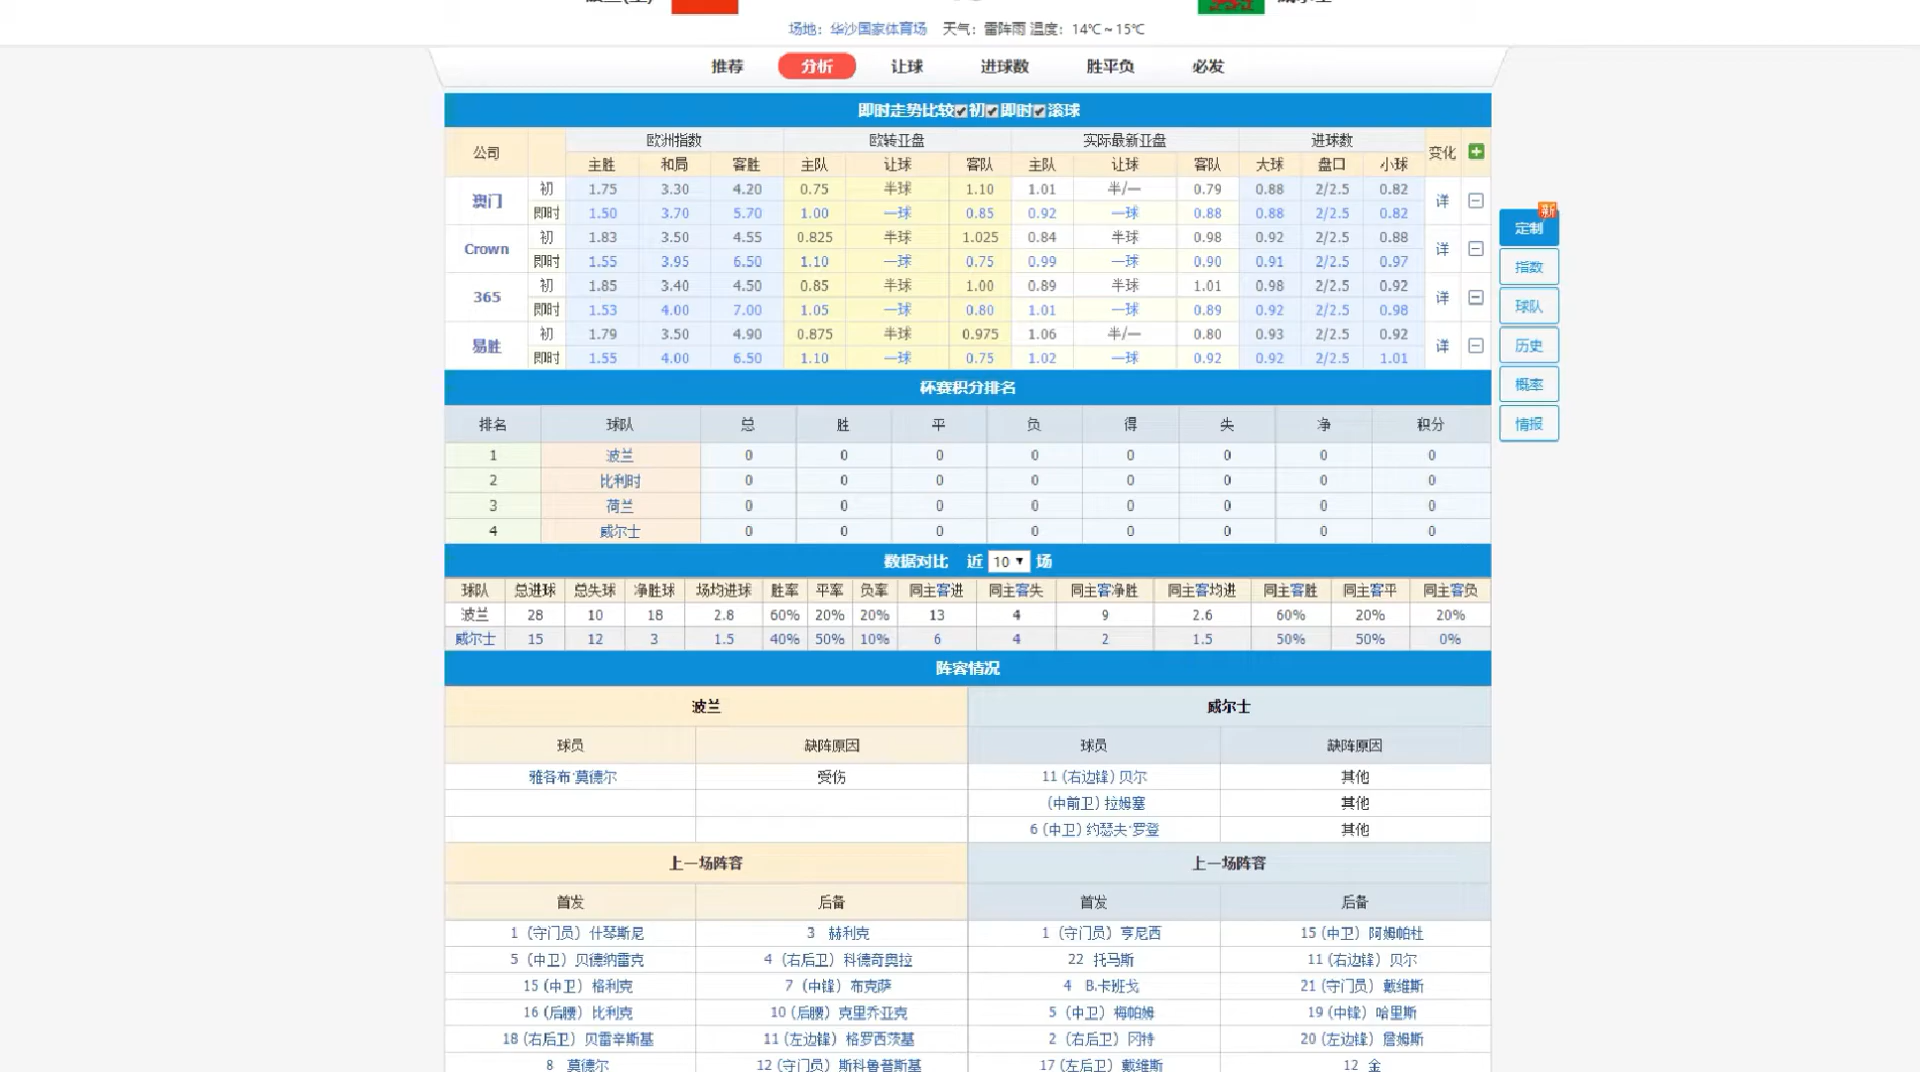 场地: 华沙国家体育场 天气: 雷阵雨 温度: 14℃~15℃
推荐 分析 让球 进球数 胜平负 必发
即时走势比较 初 即时 滚球
公司 欧洲指数 欧转亚盘 实际最新亚盘 进球数 变化
主胜 和局 客胜 主队 让球 客队 主队 让球 客队 大球 盘口 小球
澳门 初 1.75 3.30 4.20 0.75 半球 1.10 1.01 半/一 0.79 0.88 2/2.5 0.82 详
即时 1.50 3.70 5.70 1.00 一球 0.85 0.92 一球 0.88 0.88 2/2.5 0.82
Crown 初 1.83 3.50 4.55 0.825 半球 1.025 0.84 半球 0.98 0.92 2/2.5 0.88 详
即时 1.55 3.95 6.50 1.10 一球 0.75 0.99 一球 0.90 0.91 2/2.5 0.97
365 初 1.85 3.40 4.50 0.85 半球 1.00 0.89 半球 1.01 0.98 2/2.5 0.92 详
即时 1.53 4.00 7.00 1.05 一球 0.80 1.01 一球 0.89 0.92 2/2.5 0.98
易胜 初 1.79 3.50 4.90 0.875 半球 0.975 1.06 半/一 0.80 0.93 2/2.5 0.92 详
即时 1.55 4.00 6.50 1.10 一球 0.75 1.02 一球 0.92 0.92 2/2.5 1.01
新
定制
指数
球队
历史
概率
情报
杯赛积分排名
排名 球队 总 胜 平 负 得 失 净 积分
1 波兰 0 0 0 0 0 0 0 0
2 比利时 0 0 0 0 0 0 0 0
3 荷兰 0 0 0 0 0 0 0 0
4 威尔士 0 0 0 0 0 0 0 0
数据对比 近 10 场
球队 总进球 总失球 净胜球 场均进球 胜率 平率 负率 同主客进 同主客失 同主客净胜 同主客均进 同主客胜 同主客平 同主客负
波兰 28 10 18 2.8 60% 20% 20% 13 4 9 2.6 60% 20% 20%
威尔士 15 12 3 1.5 40% 50% 10% 6 4 2 1.5 50% 50% 0%
阵容情况
波兰 威尔士
球员 缺阵原因 球员 缺阵原因
雅各布·莫德尔 受伤 11 (右边锋) 贝尔 其他
(中前卫) 拉姆塞 其他
6 (中卫) 约瑟夫·罗登 其他
上一场阵容 上一场阵容
首发 后备 首发 后备
1 (守门员) 什琴斯尼 3 赫利克 1 (守门员) 亨尼西 15 (中卫) 阿姆帕杜
5 (中卫) 贝德纳雷克 4 (右后卫) 科德奇奥拉 22 托马斯 11 (右边锋) 贝尔
15 (中卫) 格利克 7 (中锋) 布克萨 4 B.卡班戈 21 (守门员) 戴维斯
16 (后腰) 比利克 10 (后腰) 克里乔亚克 5 (中卫) 梅帕姆 19 (中锋) 哈里斯
18 (右后卫) 贝雷辛斯基 11 (左边锋) 格罗西茨基 2 (右后卫) 冈特 20 (左边锋) 詹姆斯
8 莫德尔 12 (守门员) 斯科鲁普斯基 17 (左后卫) 戴维斯 12 金